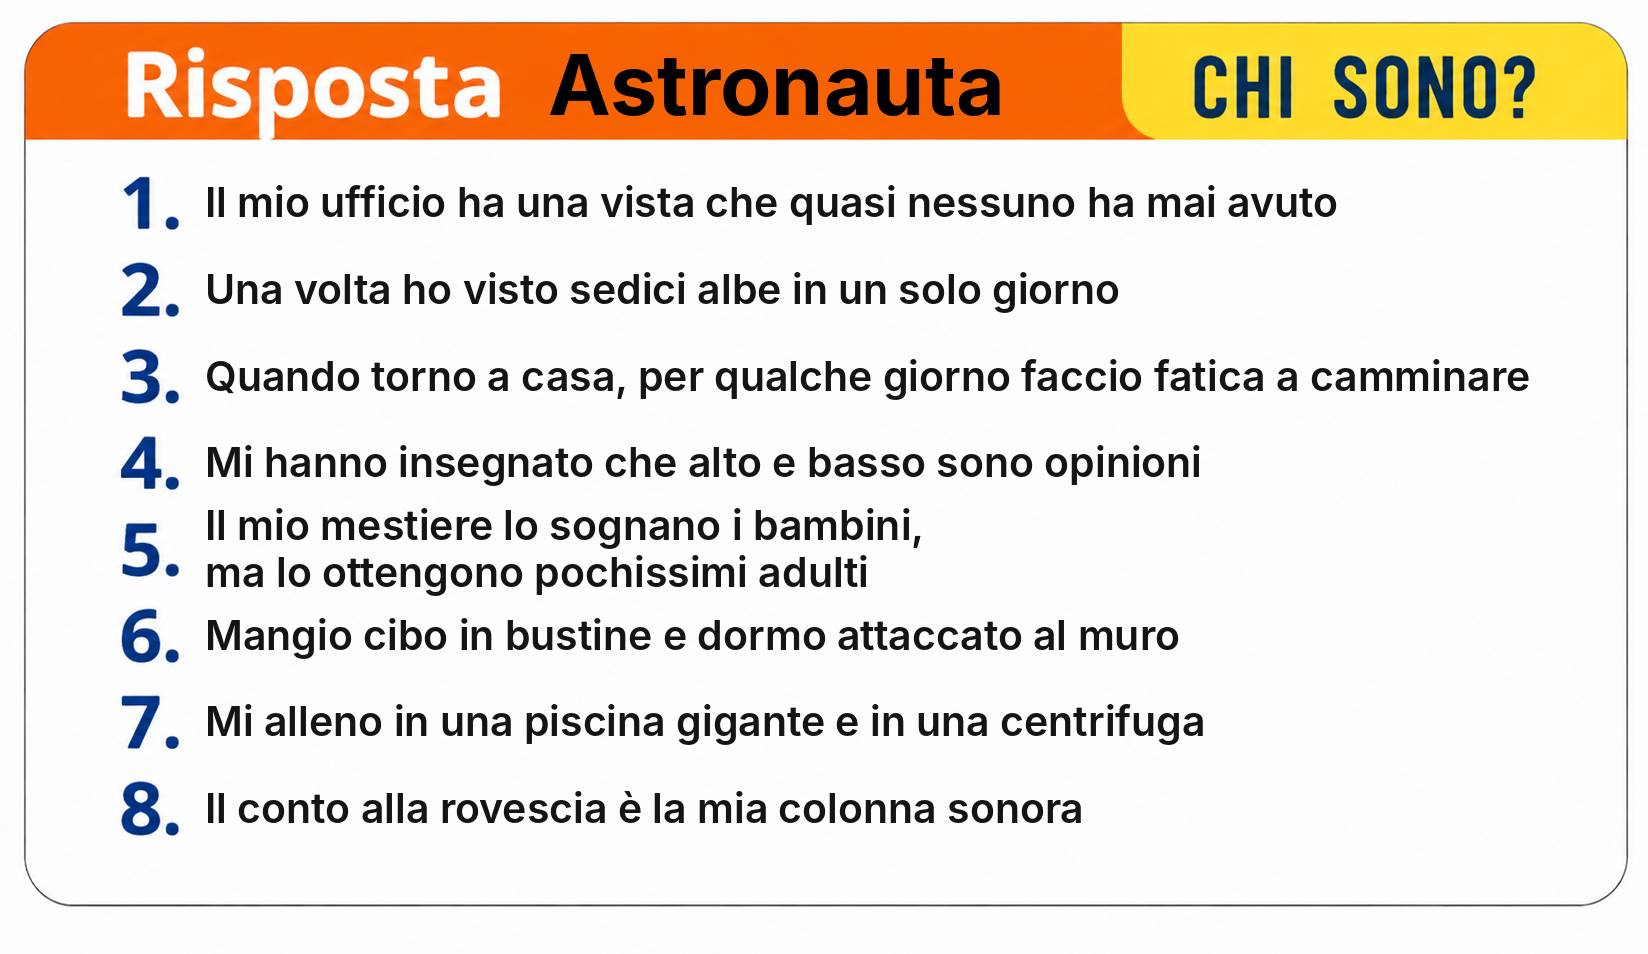 Risposta Astronauta CHI SONO?
1. Il mio ufficio ha una vista che quasi nessuno ha mai avuto
2. Una volta ho visto sedici albe in un solo giorno
3. Quando torno a casa, per qualche giorno faccio fatica a camminare
4. Mi hanno insegnato che alto e basso sono opinioni
5. Il mio mestiere lo sognano i bambini,
ma lo ottengono pochissimi adulti
6. Mangio cibo in bustine e dormo attaccato al muro
7. Mi alleno in una piscina gigante e in una centrifuga
8. Il conto alla rovescia è la mia colonna sonora